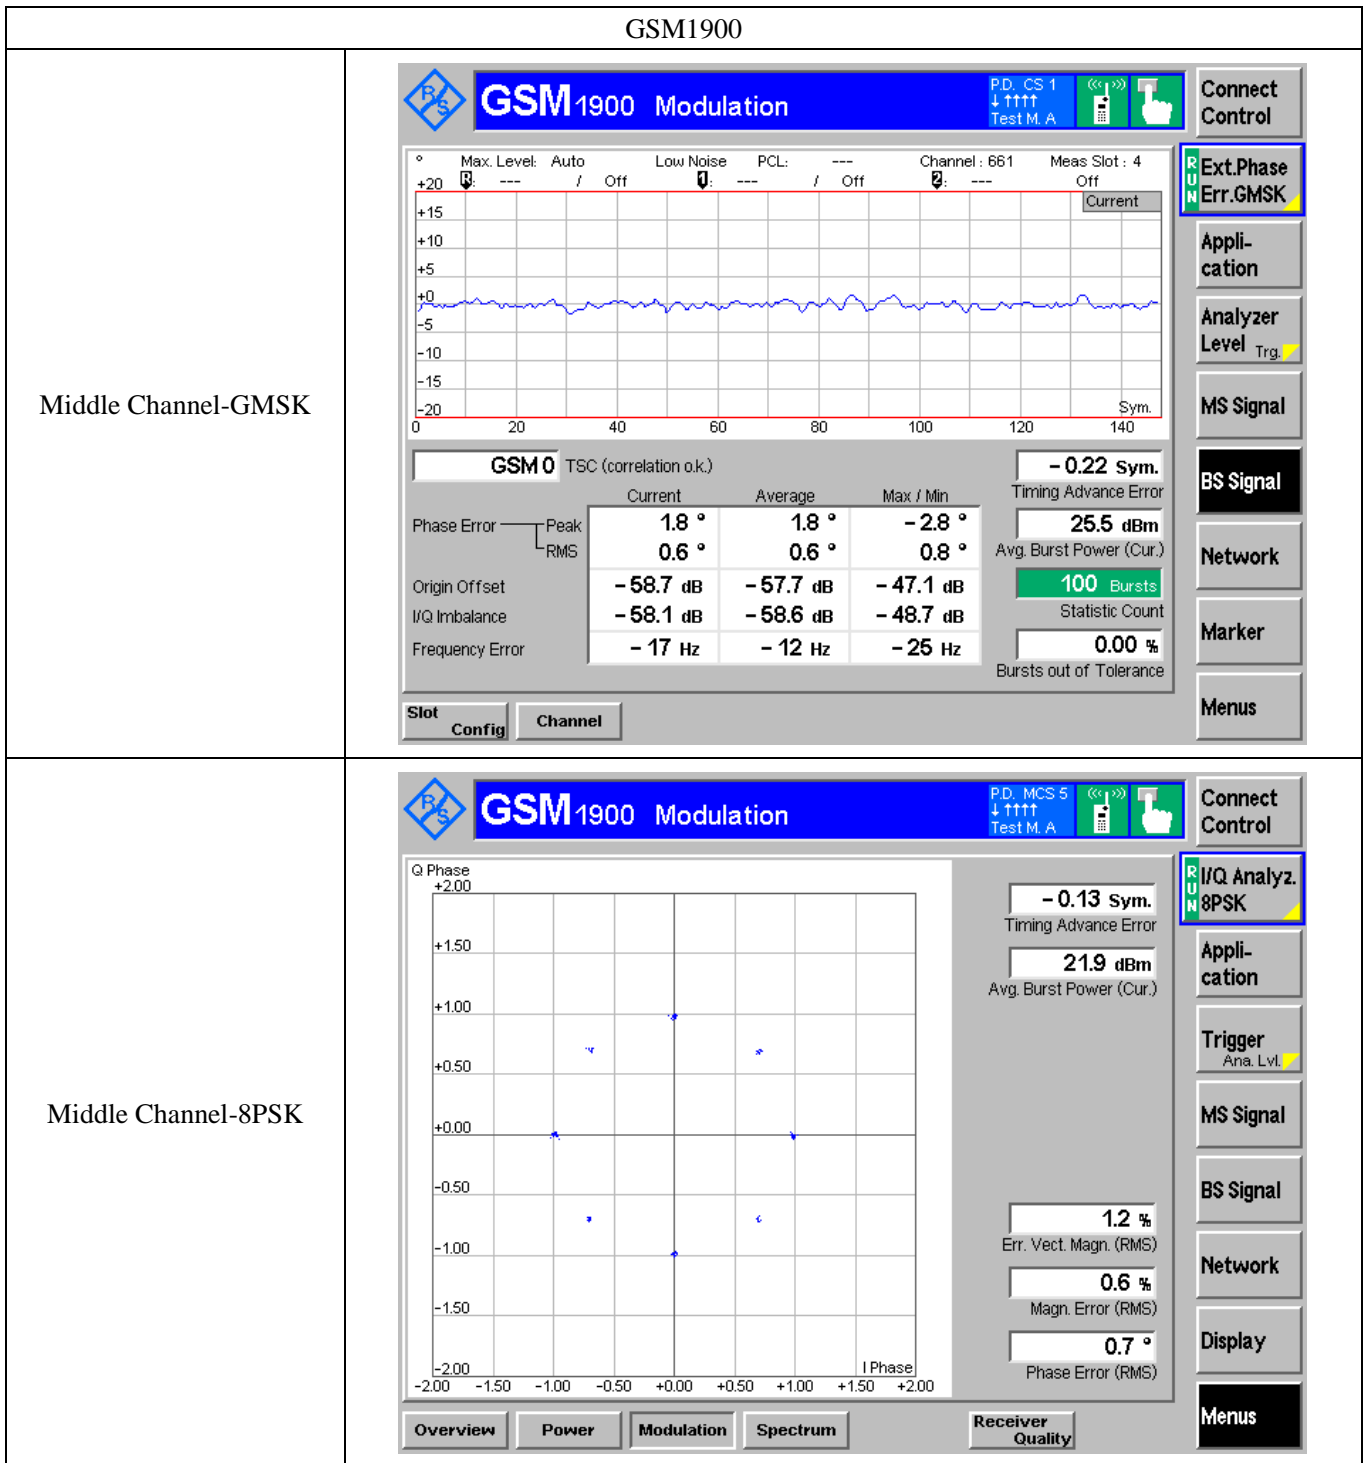 GSM1900
Middle Channel-GMSK
R/S
GSM 1900 Modulation
P.D. CS 1
↓ ↑↑↑↑
Test M. A
Connect
Control
° Max. Level: Auto Low Noise PCL: --- Channel : 661 Meas Slot : 4
R: --- / Off 1: --- / Off 2: --- Off
Current
+20
+15
+10
+5
+0
-5
-10
-15
-20
Sym.
0 20 40 60 80 100 120 140
GSM 0 TSC (correlation o.k.)
Current Average Max / Min
Phase Error Peak 1.8 ° 1.8 ° - 2.8 °
RMS 0.6 ° 0.6 ° 0.8 °
Origin Offset - 58.7 dB - 57.7 dB - 47.1 dB
I/Q Imbalance - 58.1 dB - 58.6 dB - 48.7 dB
Frequency Error - 17 Hz - 12 Hz - 25 Hz
- 0.22 Sym.
Timing Advance Error
25.5 dBm
Avg. Burst Power (Cur.)
100 Bursts
Statistic Count
0.00 %
Bursts out of Tolerance
RUN
Ext.Phase
Err.GMSK
Appli-
cation
Analyzer
Level Trg.
MS Signal
BS Signal
Network
Marker
Menus
Slot
Config
Channel
Middle Channel-8PSK
R/S
GSM 1900 Modulation
P.D. MCS 5
↓ ↑↑↑↑
Test M. A
Connect
Control
Q Phase
+2.00
+1.50
+1.00
+0.50
+0.00
-0.50
-1.00
-1.50
-2.00
I Phase
-2.00 -1.50 -1.00 -0.50 +0.00 +0.50 +1.00 +1.50 +2.00
- 0.13 Sym.
Timing Advance Error
21.9 dBm
Avg. Burst Power (Cur.)
1.2 %
Err. Vect. Magn. (RMS)
0.6 %
Magn. Error (RMS)
0.7 °
Phase Error (RMS)
RUN
I/Q Analyz.
8PSK
Appli-
cation
Trigger
Ana. Lvl.
MS Signal
BS Signal
Network
Display
Menus
Overview
Power
Modulation
Spectrum
Receiver
Quality